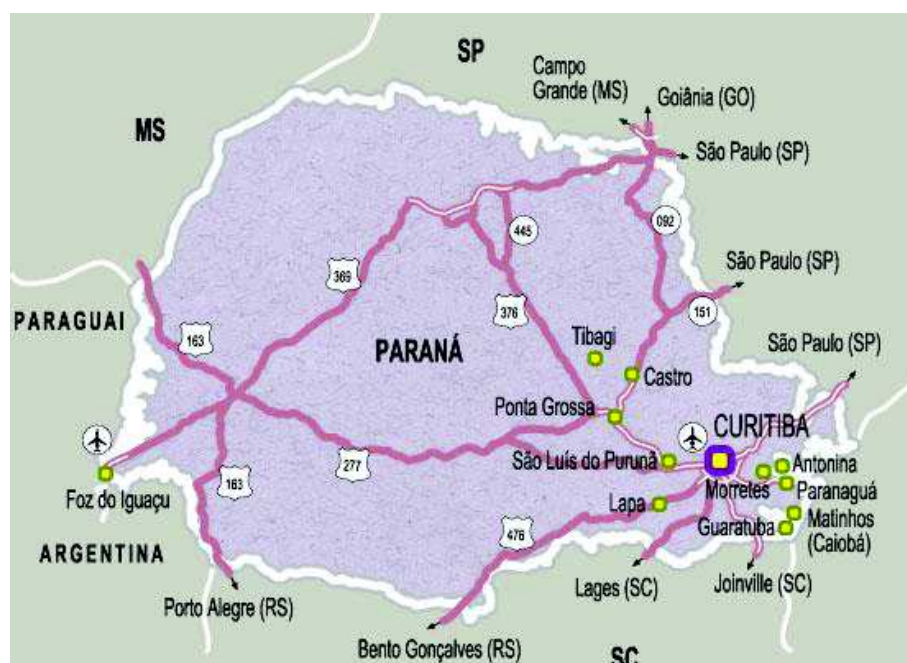 SP
Campo
Grande (MS)
Goiânia (GO)
MS
São Paulo (SP)
092
445
São Paulo (SP)
369
151
376
PARAGUAI
163
Tibagi
São Paulo (SP)
PARANÁ
Castro
Ponta Grossa
CURITIBA
São Luís do Purunã
277
Antonina
Foz do Iguaçu
163
Morretes
Paranaguá
Lapa
Matinhos
(Caiobá)
Guaratuba
476
ARGENTINA
Lages (SC)
Joinville (SC)
Porto Alegre (RS)
Bento Gonçalves (RS)
SC